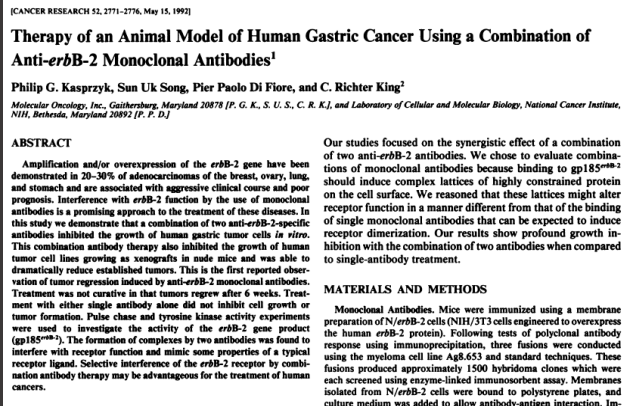 [CANCER RESEARCH 52, 2771-2776, May 15, 1992]
Therapy of an Animal Model of Human Gastric Cancer Using a Combination of
Anti-erbB-2 Monoclonal Antibodies1
Philip G. Kasprzyk, Sun Uk Song, Pier Paolo Di Fiore, and C. Richter King2
Molecular Oncology, Inc., Gaithersburg, Maryland 20878 [P. G. K., S. U. S., C. R. K.], and Laboratory of Cellular and Molecular Biology, National Cancer Institute,
NIH, Bethesda, Maryland 20892 [P. P. D.]
ABSTRACT
Amplification and/or overexpression of the erbB-2 gene have been
demonstrated in 20–30% of adenocarcinomas of the breast, ovary, lung,
and stomach and are associated with aggressive clinical course and poor
prognosis. Interference with erbB-2 function by the use of monoclonal
antibodies is a promising approach to the treatment of these diseases. In
this study we demonstrate that a combination of two anti-erbB-2-specific
antibodies inhibited the growth of human gastric tumor cells in vitro.
This combination antibody therapy also inhibited the growth of human
tumor cell lines growing as xenografts in nude mice and was able to
dramatically reduce established tumors. This is the first reported obser-
vation of tumor regression induced by anti-erbB-2 monoclonal antibodies.
Treatment was not curative in that tumors regrew after 6 weeks. Treat-
ment with either single antibody alone did not inhibit cell growth or
tumor formation. Pulse chase and tyrosine kinase activity experiments
were used to investigate the activity of the erbB-2 gene product
(gp185erbB-2). The formation of complexes by two antibodies was found to
interfere with receptor function and mimic some properties of a typical
receptor ligand. Selective interference of the erbB-2 receptor by combi-
nation antibody therapy may be advantageous for the treatment of human
cancers.
Our studies focused on the synergistic effect of a combination
of two anti-erbB-2 antibodies. We chose to evaluate combina-
tions of monoclonal antibodies because binding to gp185erbB-2
should induce complex lattices of highly constrained protein
on the cell surface. We reasoned that these lattices might alter
receptor function in a manner different from that of the binding
of single monoclonal antibodies that can be expected to induce
receptor dimerization. Our results show profound growth in-
hibition with the combination of two antibodies when compared
to single-antibody treatment.
MATERIALS AND METHODS
Monoclonal Antibodies. Mice were immunized using a membrane
preparation of N/erbB-2 cells (NIH/3T3 cells engineered to overexpress
the human erbB-2 protein). Following tests of polyclonal antibody
response using immunoprecipitation, three fusions were conducted
using the myeloma cell line Ag8.653 and standard techniques. These
fusions produced approximately 1500 hybridoma clones which were
each screened using enzyme-linked immunosorbent assay. Membranes
isolated from N/erbB-2 cells were bound to polystyrene plates, and
culture medium was added to allow antibody-antigen interaction. Im-